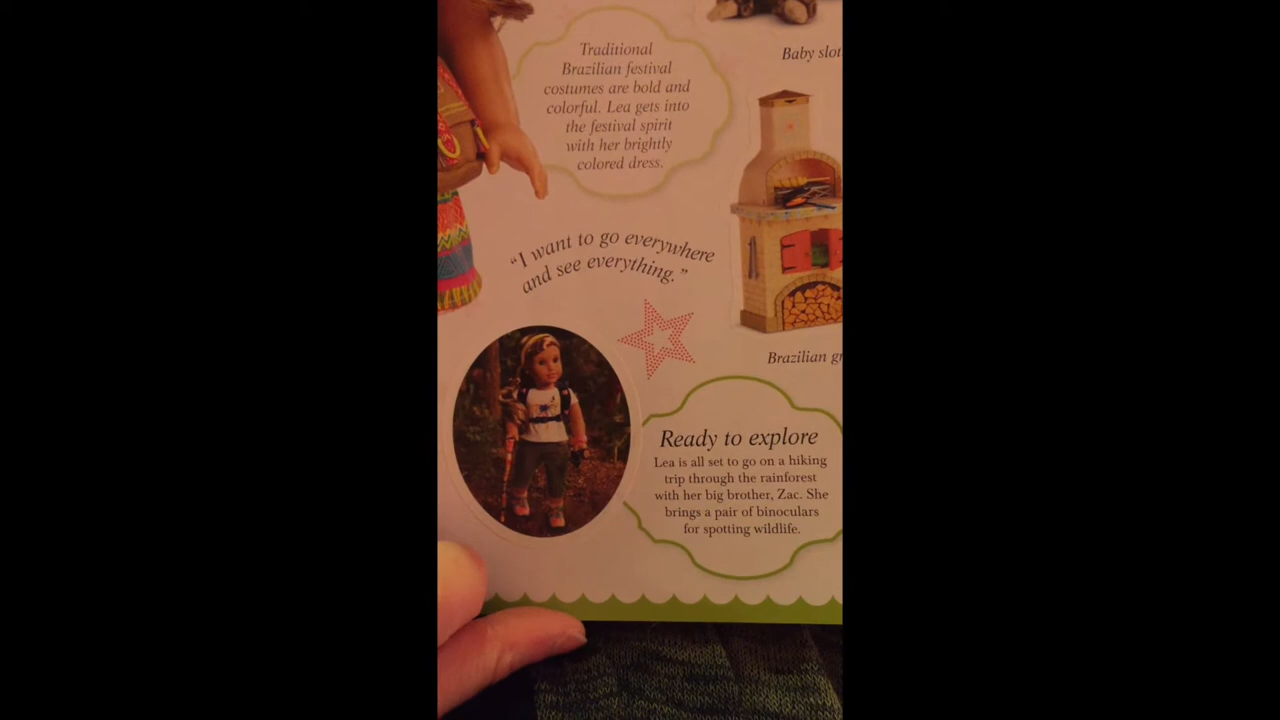 Traditional
Brazilian festival
costumes are bold and
colorful. Lea gets into
the festival spirit
with her brightly
colored dress.
Baby
"I want to go everywhere
and see everything."
Brazilian
Ready to explore
Lea is all set to go on a hiking
trip through the rainforest
with her big brother, Zac. She
brings a pair of binoculars
for spotting wildlife.